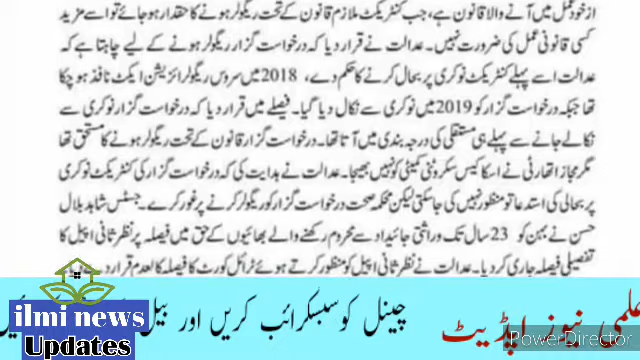 از خود عمل میں آنے والا قانون ہے، جب کنٹریکٹ ملازم قانون کے تحت ریگولر ہونے کا حقدار ہو جائے تو اسے مزید
کسی قانونی عمل کی ضرورت نہیں۔ عدالت نے قرار دیا کہ درخواست گزار ریگولر ہونے کے لیے چاہتا ہے کہ
عدالت اسے پہلے کنٹریکٹ نوکری پر بحال کرنے کا حکم دے، 2018 میں سروس ریگولرائزیشن ایکٹ نافذ ہو چکا
تھا جبکہ درخواست گزار کو 2019 میں نوکری سے نکال دیا گیا۔ فیصلے میں قرار دیا کہ درخواست گزار نوکری سے
نکالے جانے سے پہلے ہی مستقلی کی درجہ بندی میں آتا تھا۔ درخواست گزار قانون کے تحت ریگولر ہونے کا مستحق تھا
مگر مجاز اتھارٹی نے اسکا کیس سکروٹنی کمیٹی کو نہیں بھیجا۔ عدالت نے ہدایت کی کہ درخواست گزار کی کنٹریکٹ نوکری
پر بحالی کی استدعا تو منظور نہیں کی جا سکتی لیکن محکمہ صحت درخواست گزار کو ریگولر کرنے پر غور کرے۔ جسٹس شاہد بلال
حسن نے بہن کو 23 سال تک وراثتی جائیداد سے محروم رکھنے والے بھائیوں کے حق میں فیصلہ پر نظر ثانی اپیل کا
تفصیلی فیصلہ جاری کر دیا۔ عدالت نے نظر ثانی اپیل کو منظور کرتے ہوئے ٹرائل کورٹ کا فیصلہ کالعدم قرار
علمی نیوز اپڈیٹ چینل کو سبسکرائب کریں اور بیل
ilmi news
Updates
PowerDirector